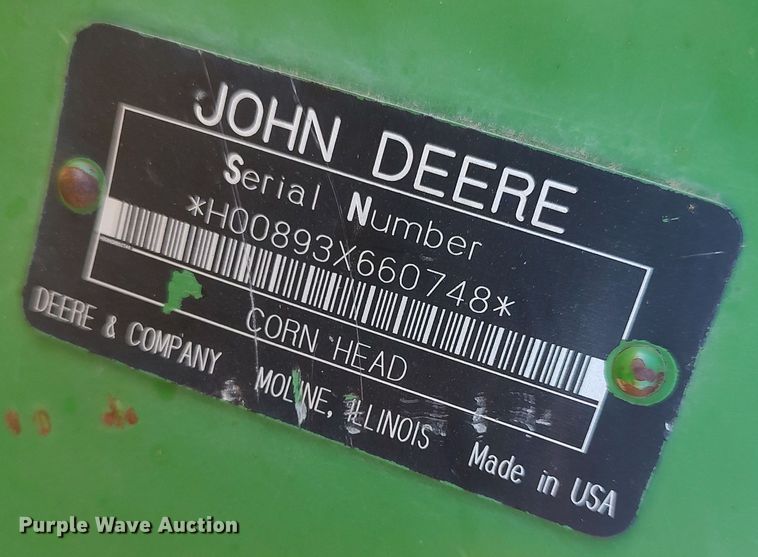 JOHN DEERE
Serial Number
*H00893X660748*
CORN HEAD
DEERE & COMPANY MOLINE, ILLINOIS Made in USA
Purple Wave Auction